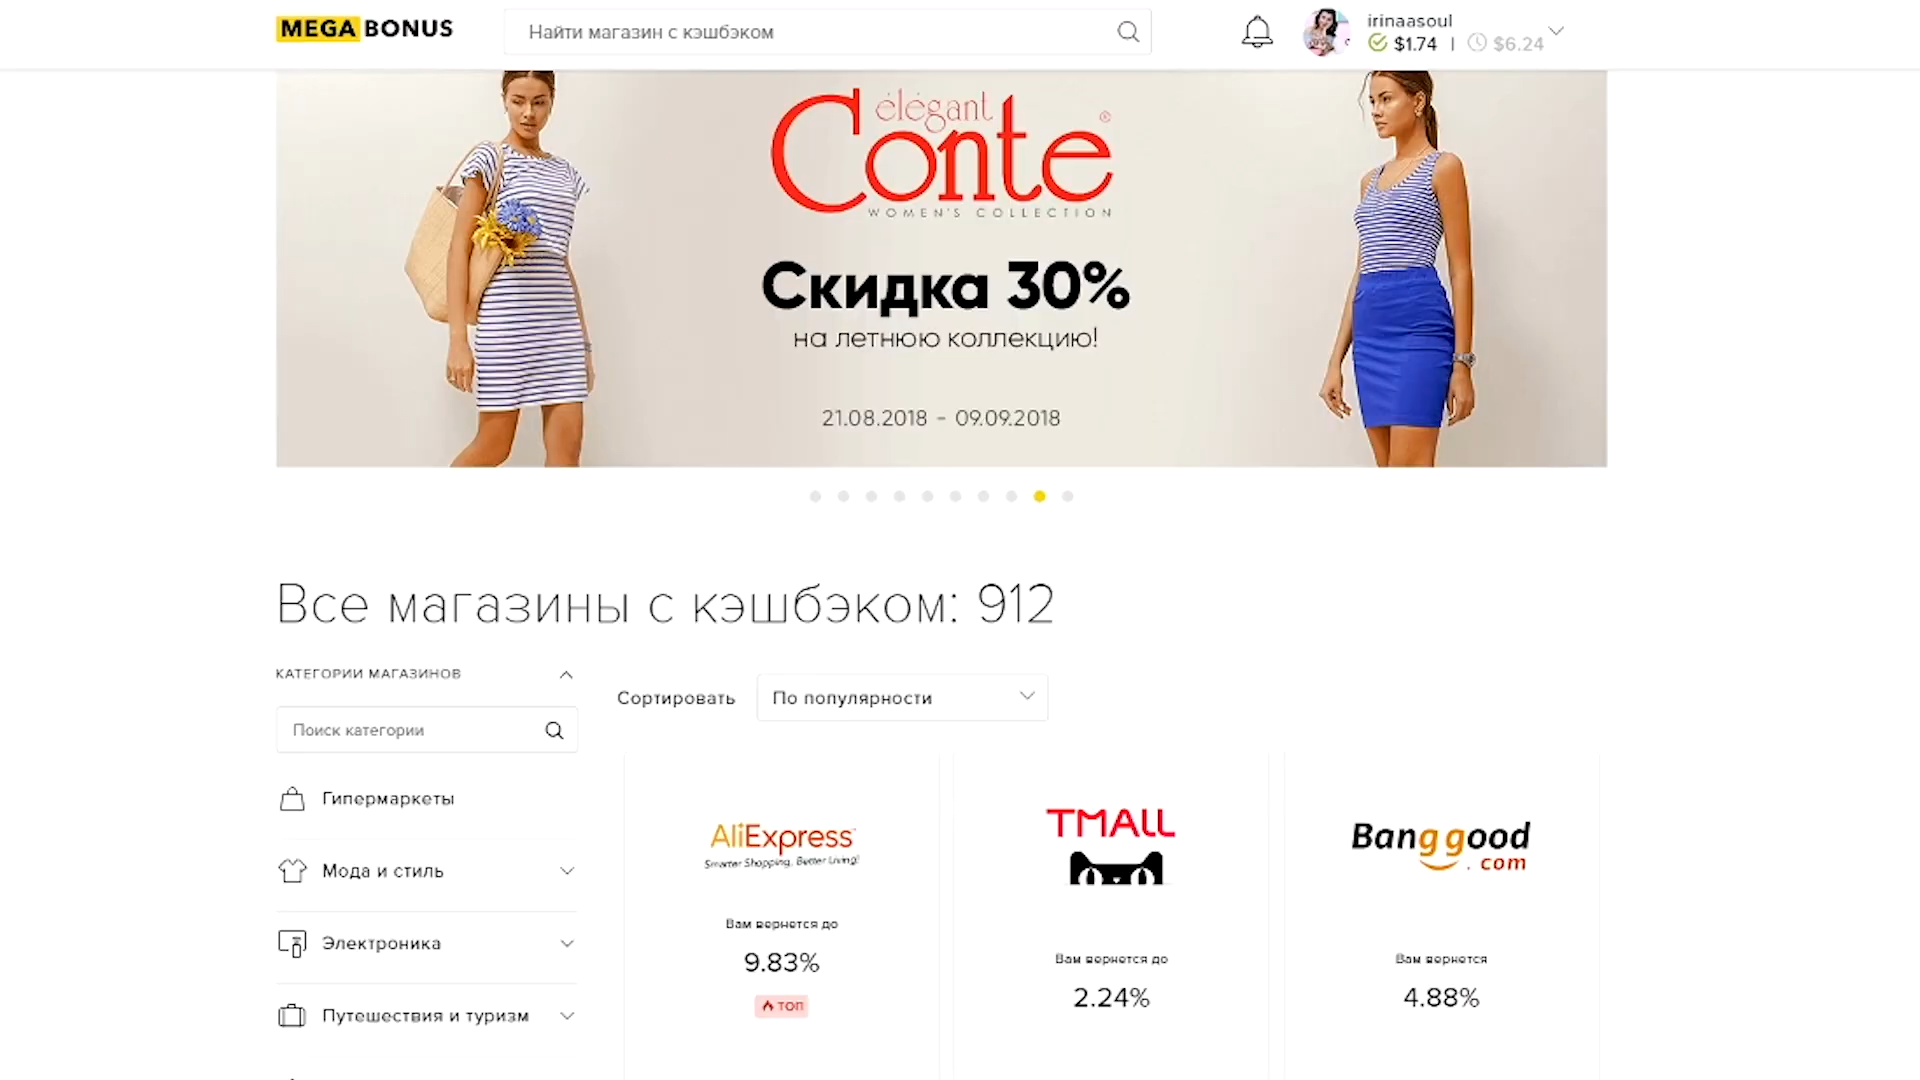 MEGA BONUS
Найти магазин с кэшбэком
irinaasoul
$1.74 | $6.24
élégant
Conte®
WOMEN'S COLLECTION
Скидка 30%
на летнюю коллекцию!
21.08.2018 - 09.09.2018
Все магазины с кэшбэком: 912
КАТЕГОРИИ МАГАЗИНОВ
Поиск категории
Гипермаркеты
Мода и стиль
Электроника
Путешествия и туризм
Сортировать
По популярности
AliExpress
Smarter Shopping, Better Living!
Вам вернется до
9.83%
ТОП
TMALL
Вам вернется до
2.24%
Banggood
.com
Вам вернется
4.88%